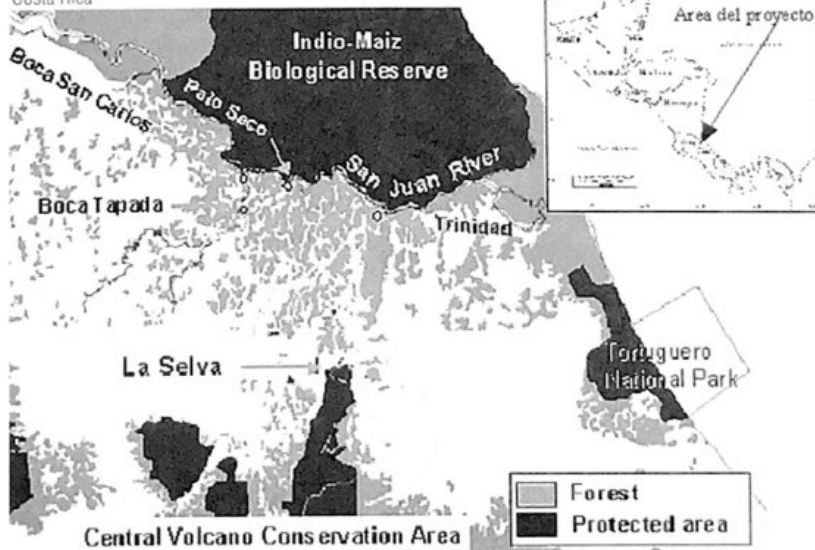 Costa Rica
Area del proyecto
Indio-Maiz
Biological Reserve
Boca San Carlos
Palo Seco
San Juan River
Boca Tapada
Trinidad
La Selva
Tortuguero
National Park
Forest
Protected area
Central Volcano Conservation Area